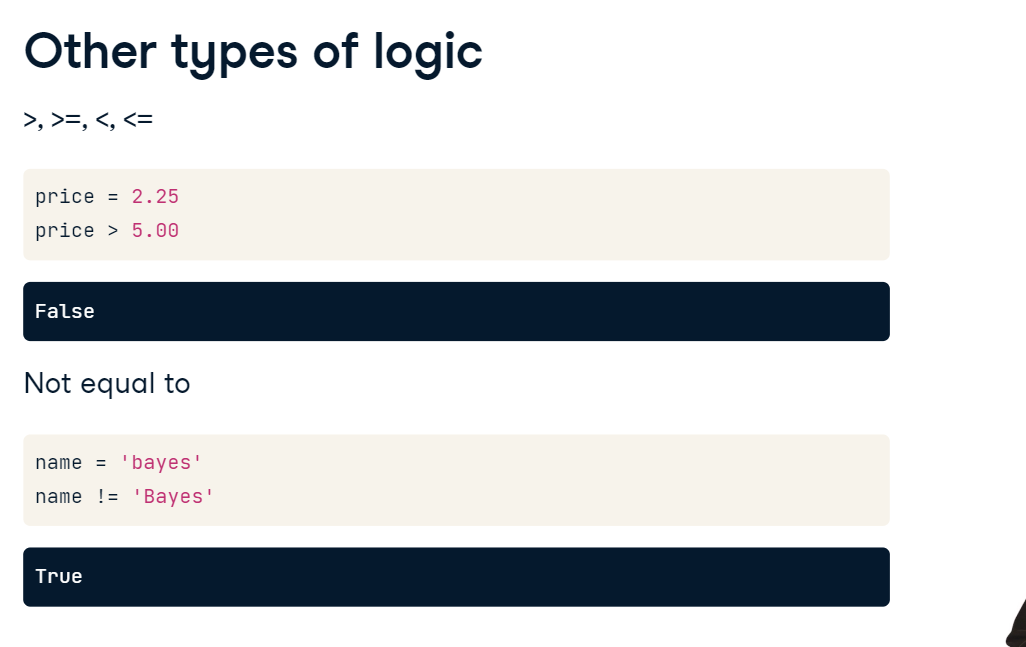 Other types of logic
>, >=, <, <=
price = 2.25
price > 5.00
False
Not equal to
name = 'bayes'
name != 'Bayes'
True